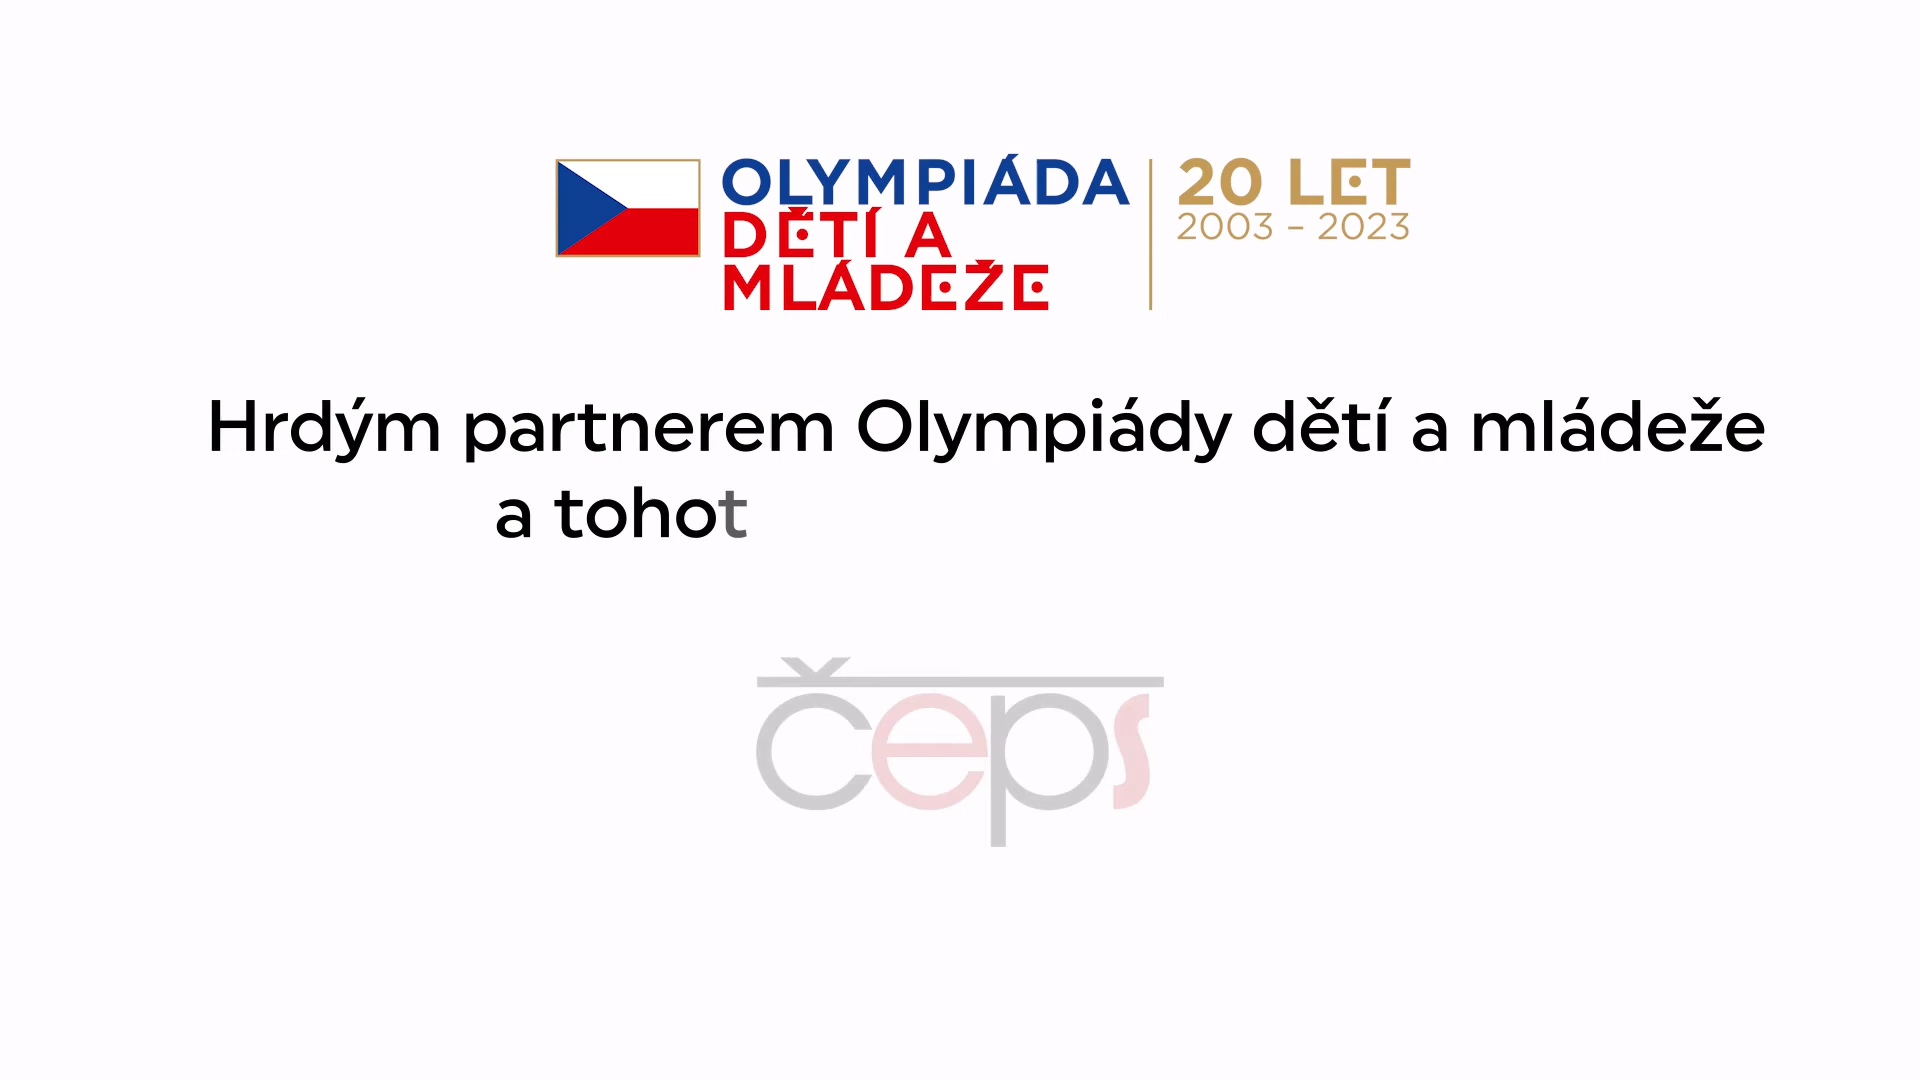 OLYMPIÁDA
DĚTÍ A
MLÁDEŽE
20 LET
2003 – 2023
Hrdým partnerem Olympiády dětí a mládeže
a tohot
čeps